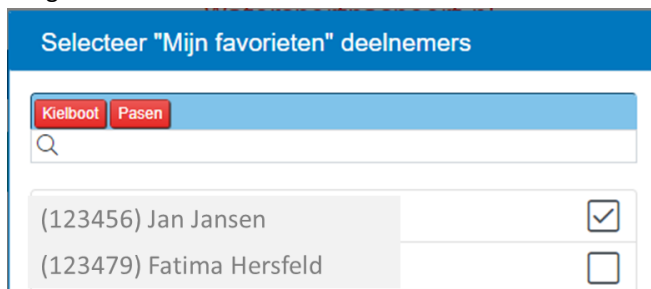 Selecteer "Mijn favorieten" deelnemers
Kielboot Pasen
(123456) Jan Jansen
(123479) Fatima Hersfeld